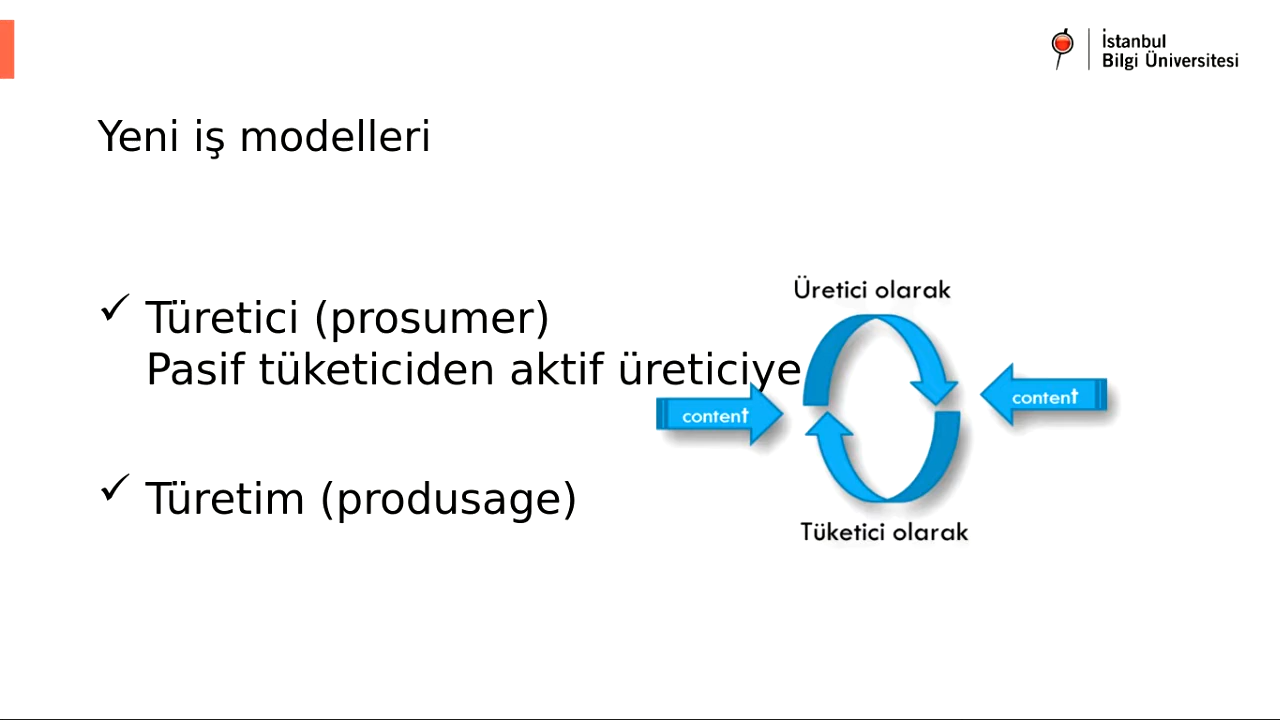 İstanbul
Bilgi Üniversitesi
Yeni iş modelleri
✓ Türetici (prosumer)
Pasif tüketiciden aktif üreticiye
✓ Türetim (produsage)
Üretici olarak
content
content
Tüketici olarak